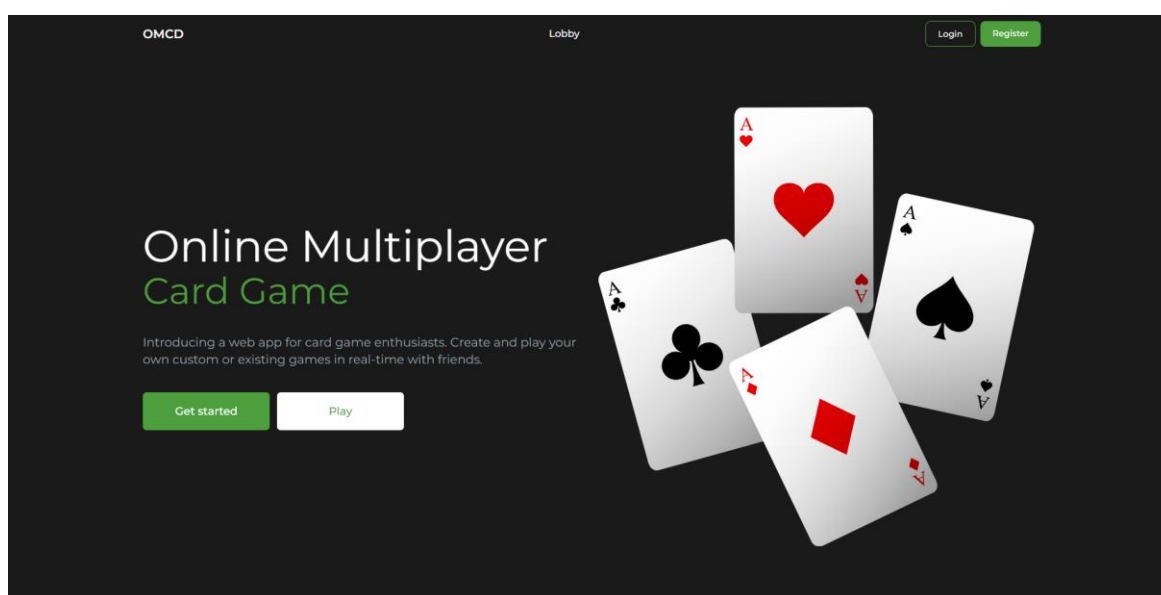 OMCD
Lobby
Login
Register
Online Multiplayer
Card Game
Introducing a web app for card game enthusiasts. Create and play your
own custom or existing games in real-time with friends.
Get started
Play
A
A
A
A
A
A
A
A